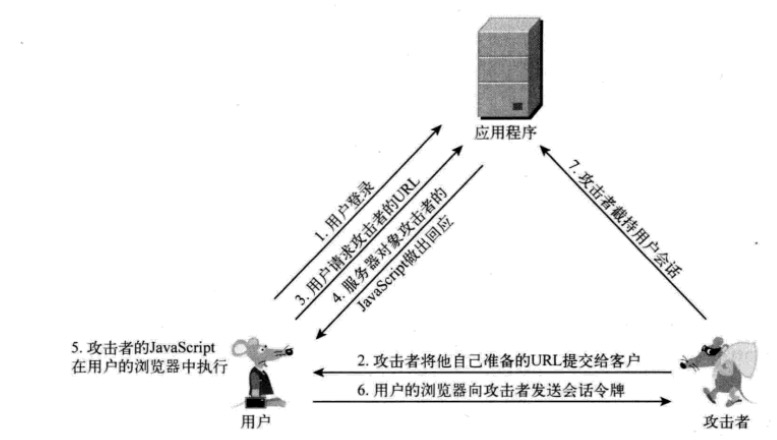 应用程序
1. 用户登录
3. 用户请求攻击者的URL
4. 服务器对象攻击者的
JavaScript做出回应
7. 攻击者截持用户会话
5. 攻击者的JavaScript
在用户的浏览器中执行
2. 攻击者将他自己准备的URL提交给客户
6. 用户的浏览器向攻击者发送会话令牌
用户
攻击者